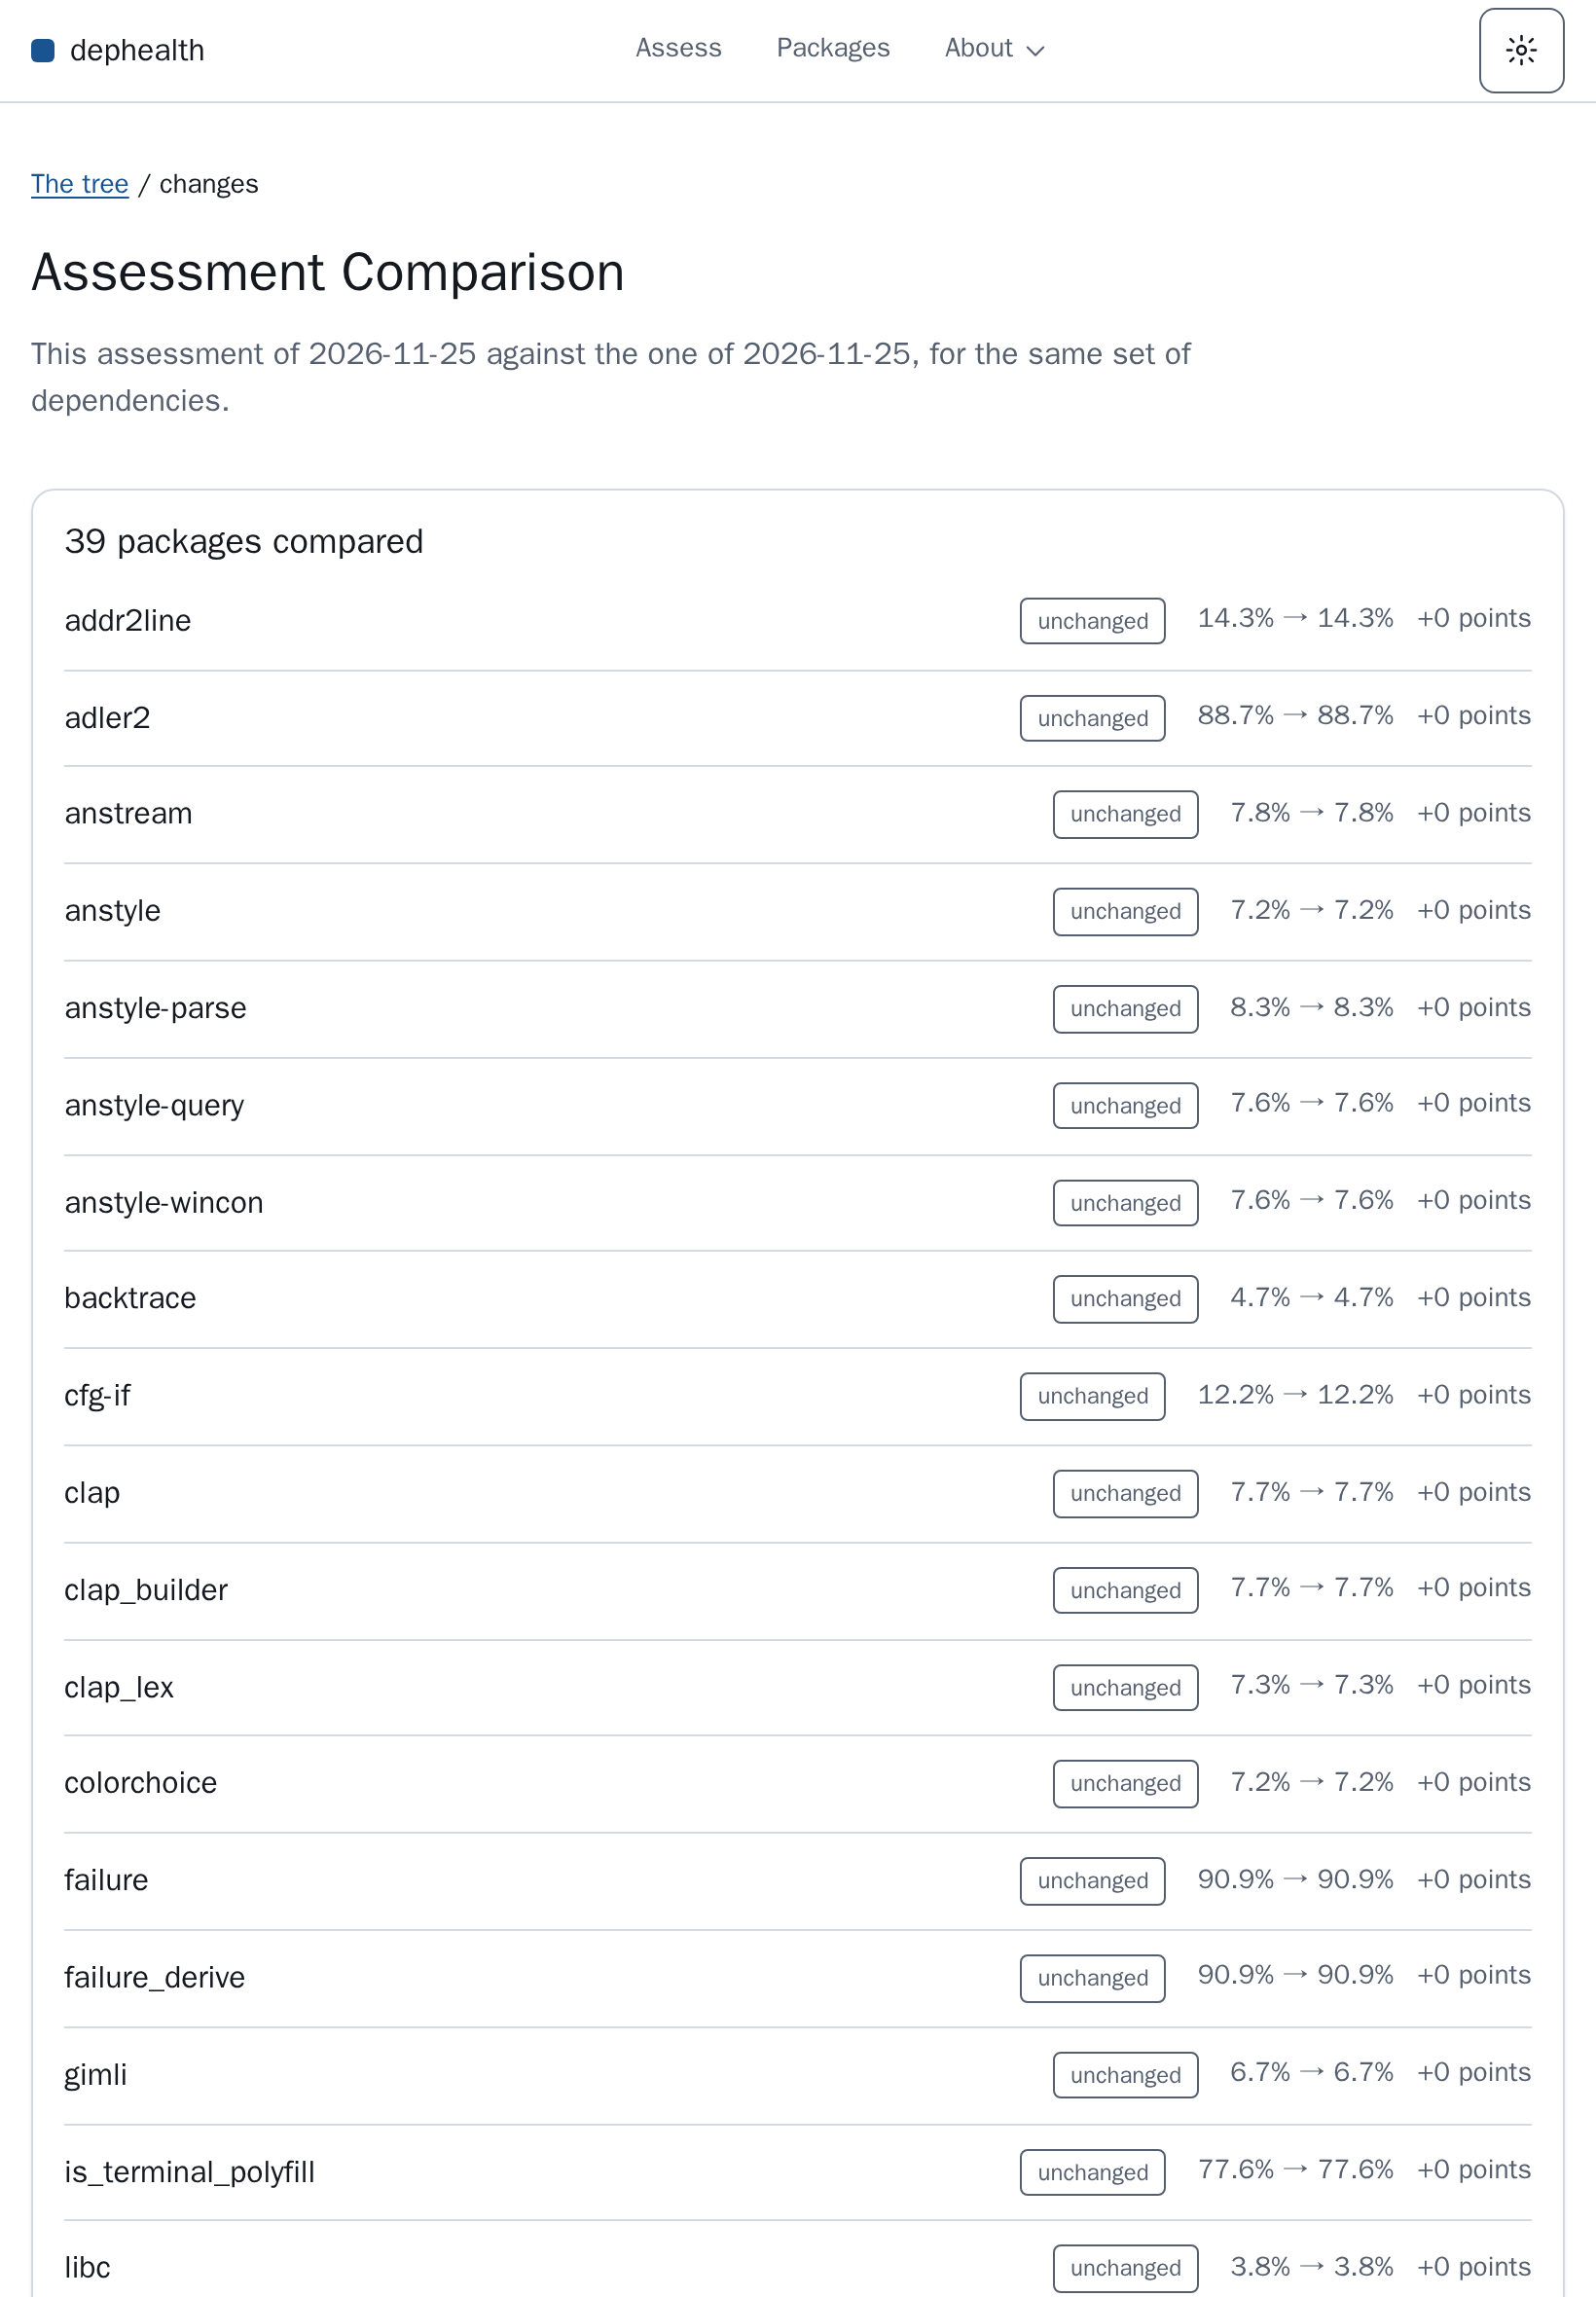 dephealth
Assess Packages About
The tree / changes
Assessment Comparison
This assessment of 2026-11-25 against the one of 2026-11-25, for the same set of
dependencies.
39 packages compared
addr2line unchanged 14.3% → 14.3% +0 points
adler2 unchanged 88.7% → 88.7% +0 points
anstream unchanged 7.8% → 7.8% +0 points
anstyle unchanged 7.2% → 7.2% +0 points
anstyle-parse unchanged 8.3% → 8.3% +0 points
anstyle-query unchanged 7.6% → 7.6% +0 points
anstyle-wincon unchanged 7.6% → 7.6% +0 points
backtrace unchanged 4.7% → 4.7% +0 points
cfg-if unchanged 12.2% → 12.2% +0 points
clap unchanged 7.7% → 7.7% +0 points
clap_builder unchanged 7.7% → 7.7% +0 points
clap_lex unchanged 7.3% → 7.3% +0 points
colorchoice unchanged 7.2% → 7.2% +0 points
failure unchanged 90.9% → 90.9% +0 points
failure_derive unchanged 90.9% → 90.9% +0 points
gimli unchanged 6.7% → 6.7% +0 points
is_terminal_polyfill unchanged 77.6% → 77.6% +0 points
libc unchanged 3.8% → 3.8% +0 points